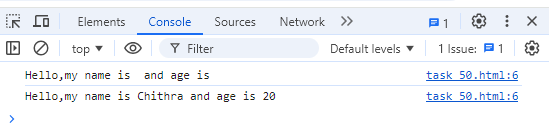 Elements Console Sources Network >> 1
top Filter Default levels 1 Issue: 1
Hello,my name is  and age is task 50.html:6
Hello,my name is Chithra and age is 20 task 50.html:6
>